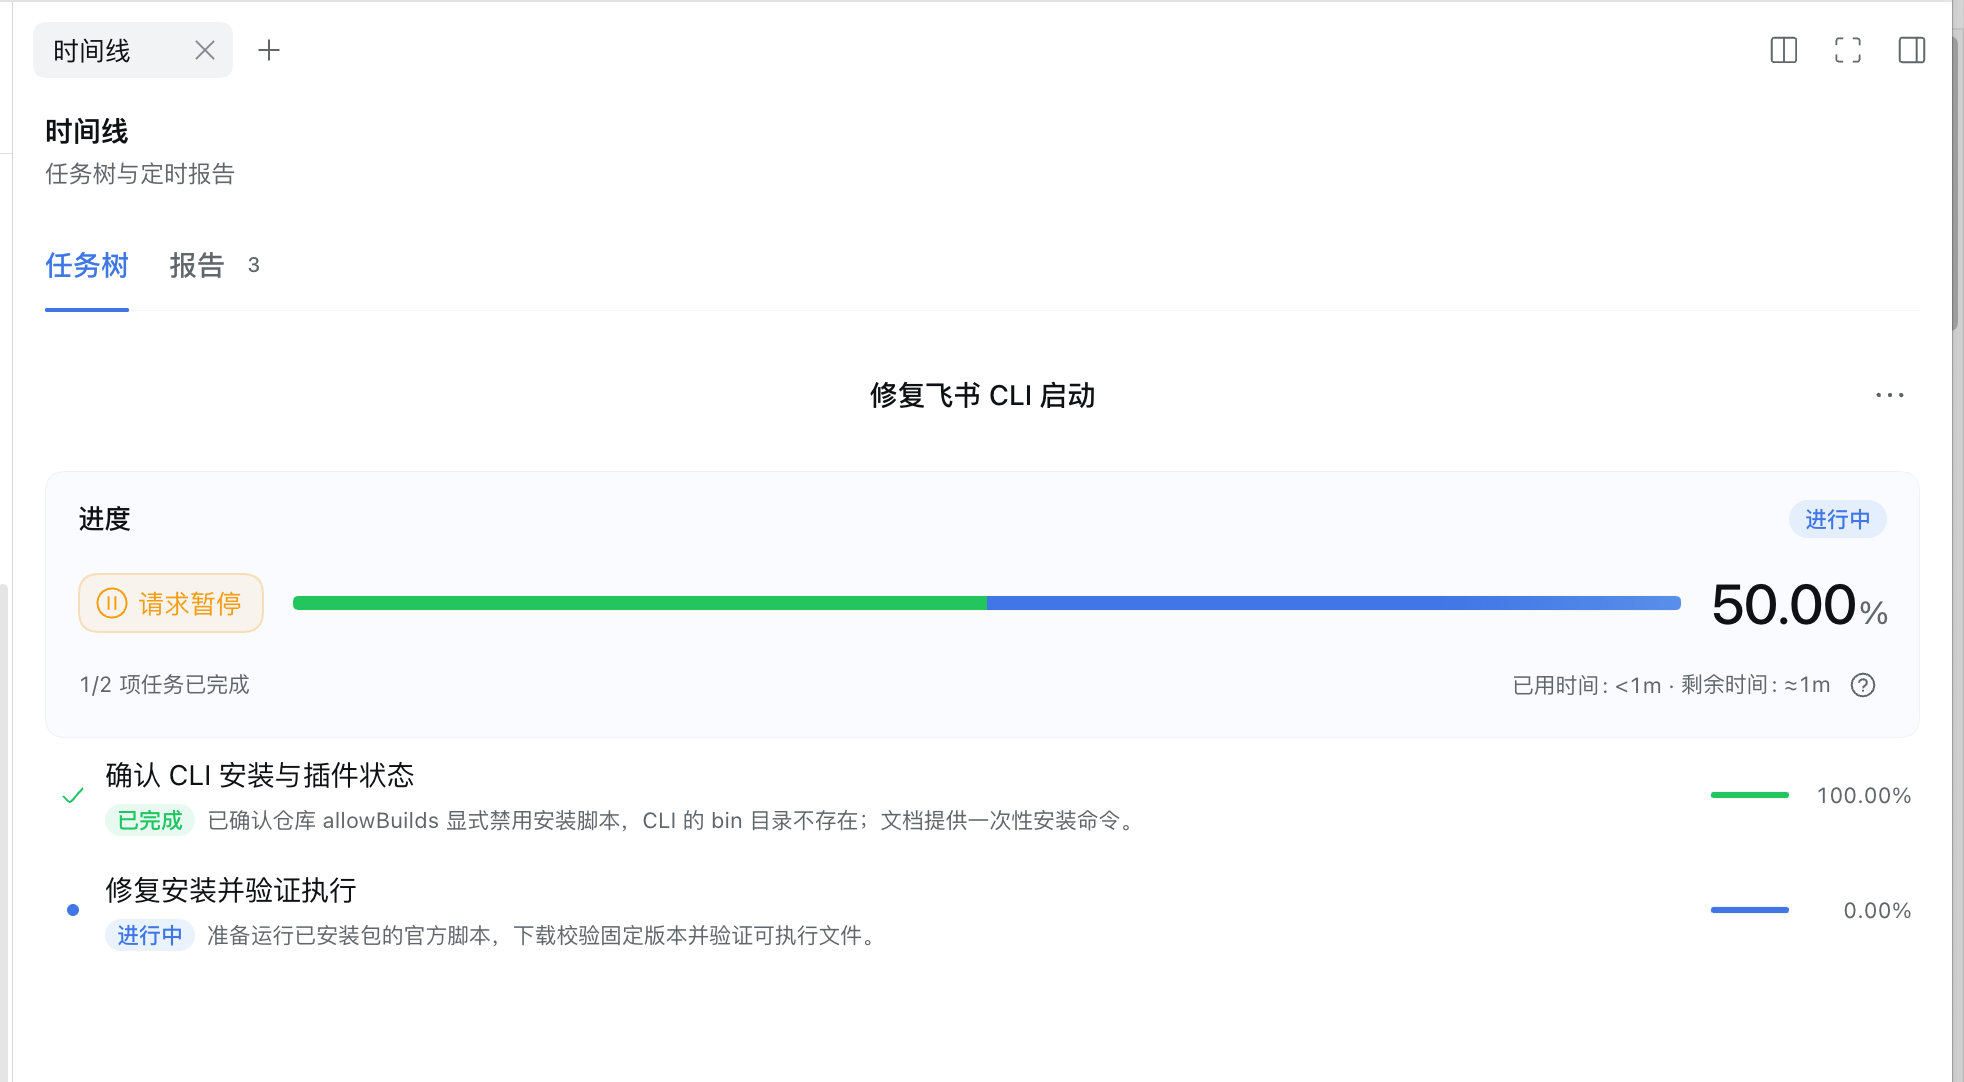 时间线
时间线
任务树与定时报告
任务树 报告 3
修复飞书 CLI 启动
进度
进行中
请求暂停
50.00%
1/2 项任务已完成
已用时间: <1m · 剩余时间: ≈1m
确认 CLI 安装与插件状态
已完成 已确认仓库 allowBuilds 显式禁用安装脚本，CLI 的 bin 目录不存在；文档提供一次性安装命令。
100.00%
修复安装并验证执行
进行中 准备运行已安装包的官方脚本，下载校验固定版本并验证可执行文件。
0.00%